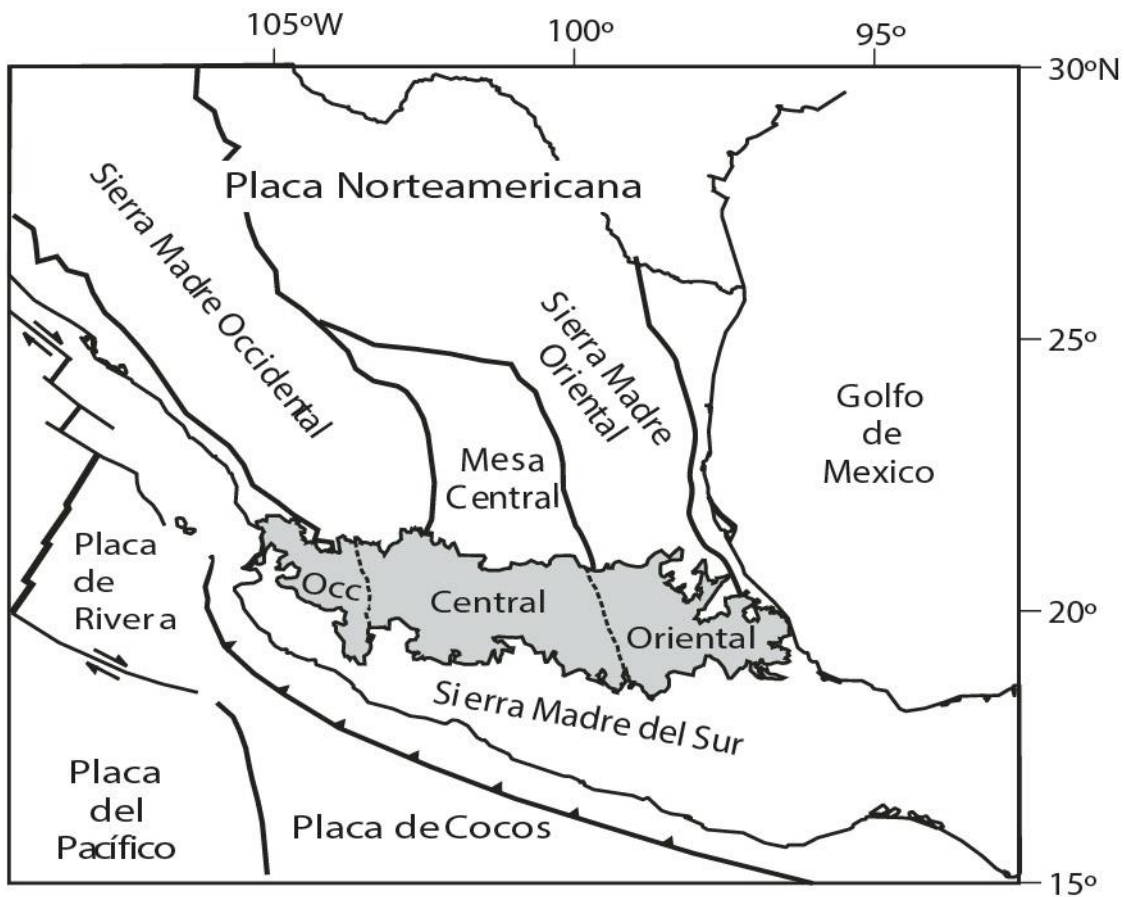 105ºW
100º
95º
30ºN
Placa Norteamericana
Sierra Madre Occidental
Sierra Madre
Oriental
25º
Golfo
de
Mexico
Mesa
Central
Placa
de
Rivera
Occ
Central
Oriental
20º
Sierra Madre del Sur
Placa
del
Pacífico
Placa de Cocos
15º